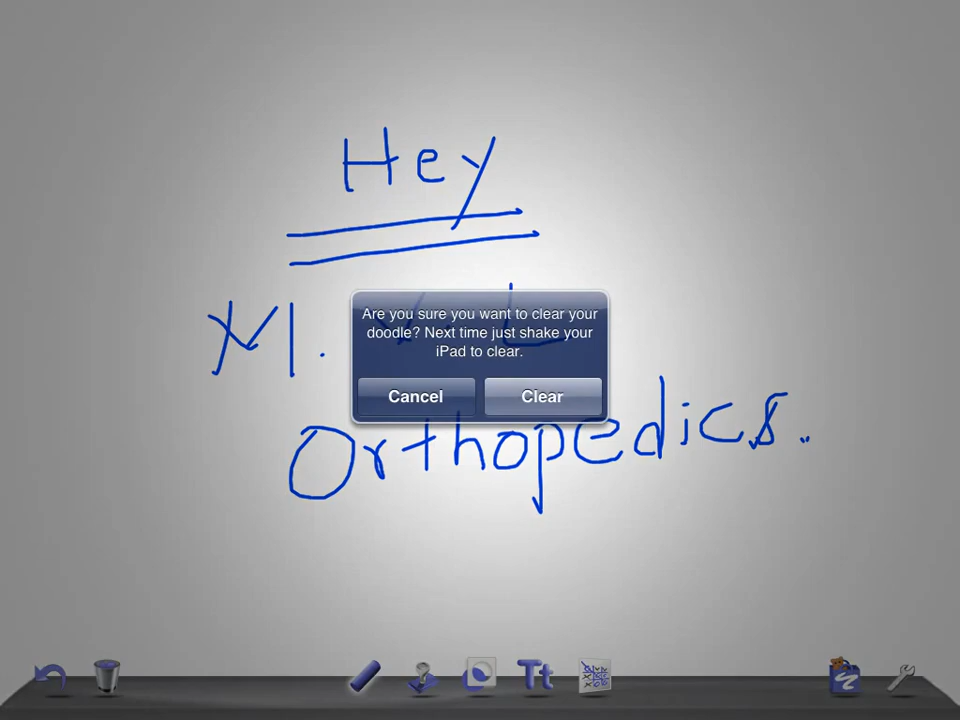 Hey
Are you sure you want to clear your
doodle? Next time just shake your
iPad to clear.
Cancel Clear
Orthopedics.
Tt